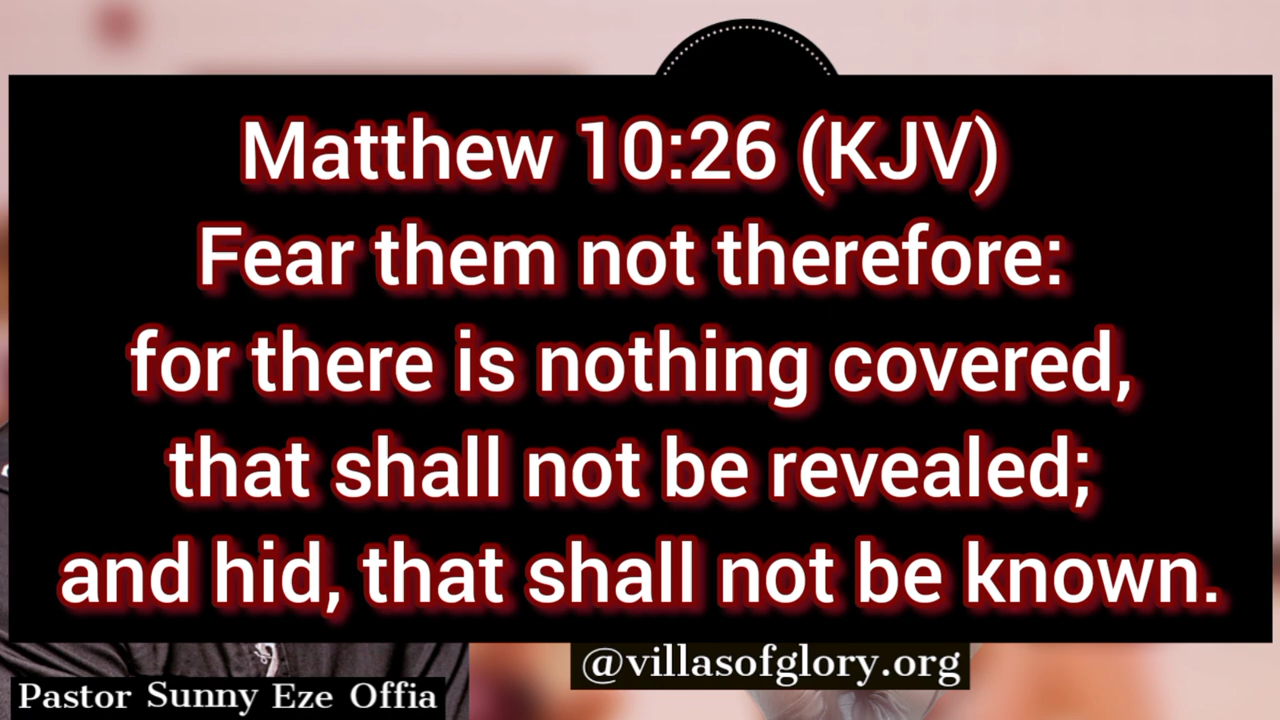 Matthew 10:26 (KJV)
Fear them not therefore:
for there is nothing covered,
that shall not be revealed;
and hid, that shall not be known.
@villasofglory.org
Pastor Sunny Eze Offia